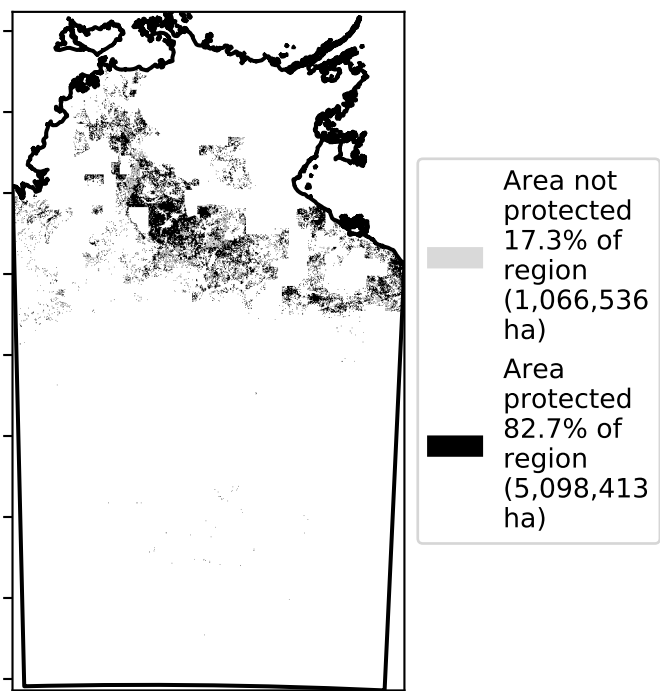 Area not
protected
17.3% of
region
(1,066,536
ha)
Area
protected
82.7% of
region
(5,098,413
ha)